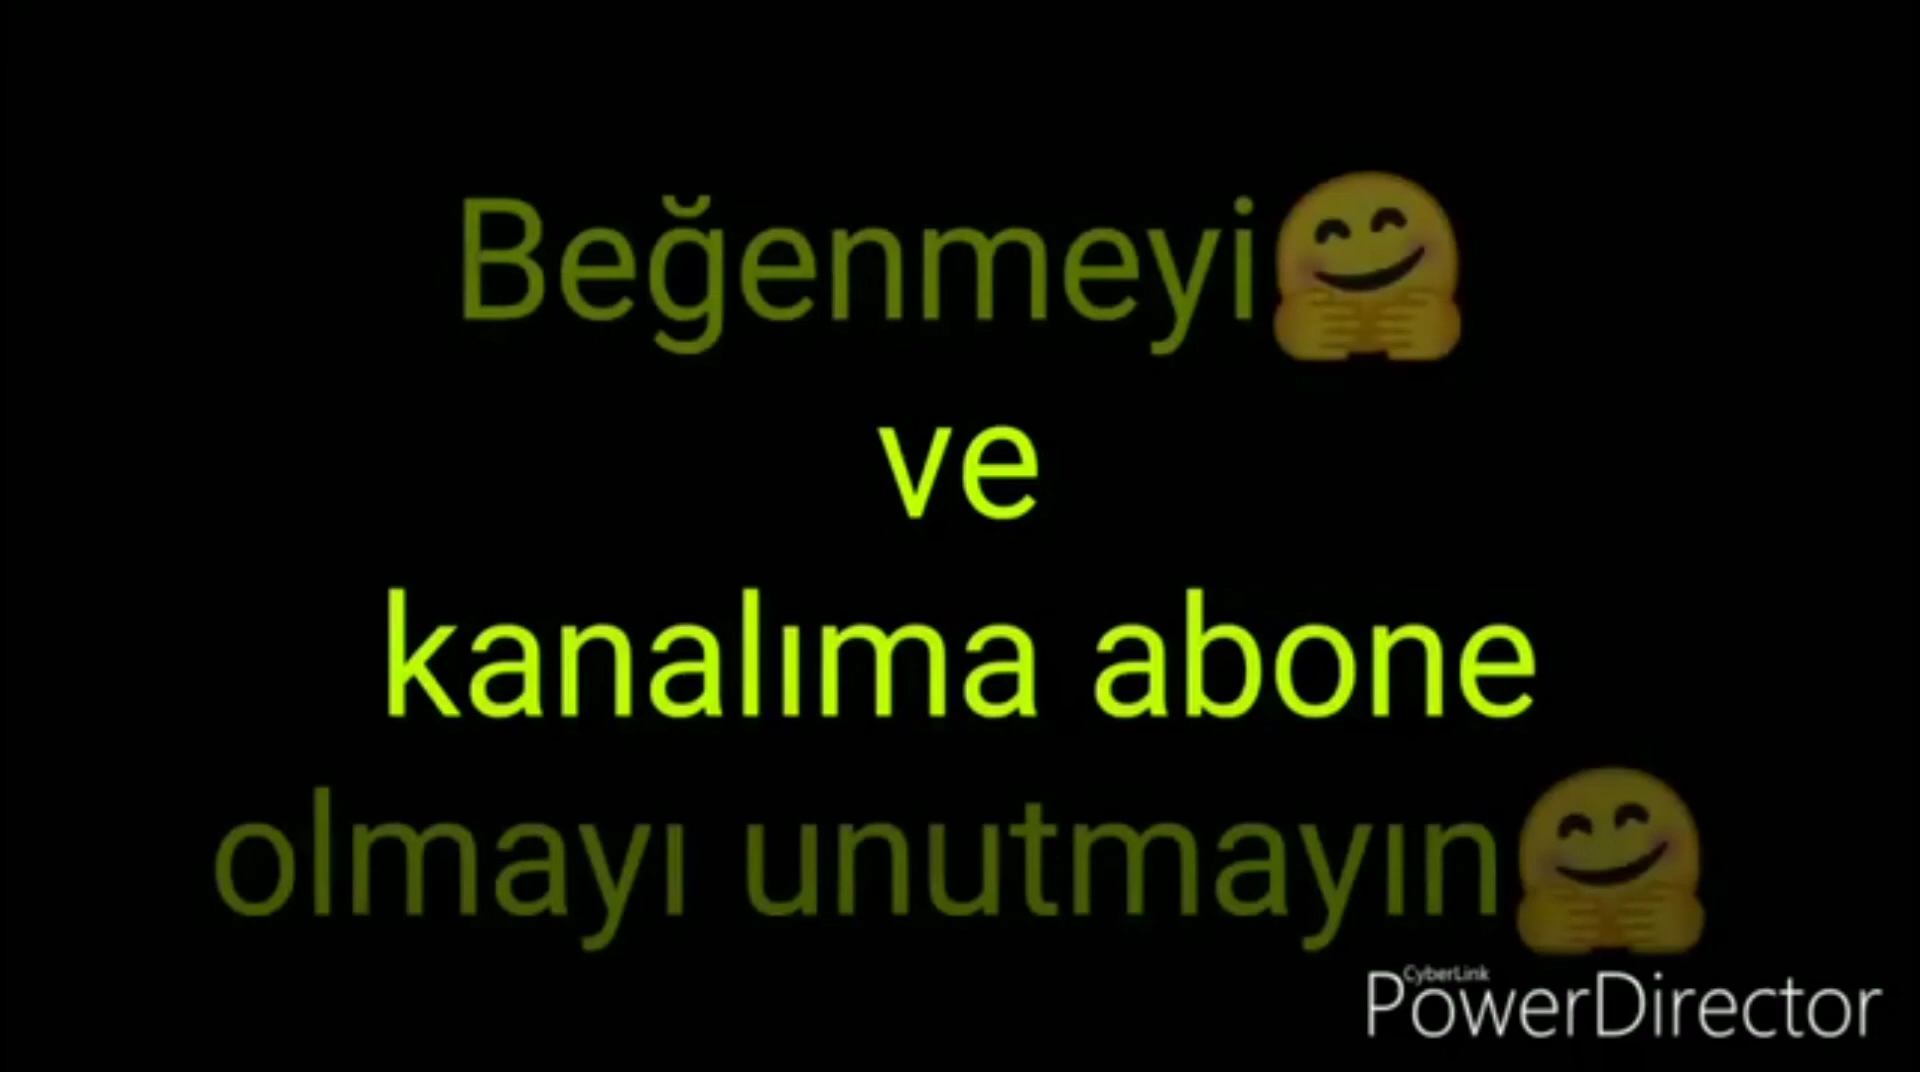 Beğenmeyi🤗
ve
kanalıma abone
olmayı unutmayın🤗
CyberLink
PowerDirector